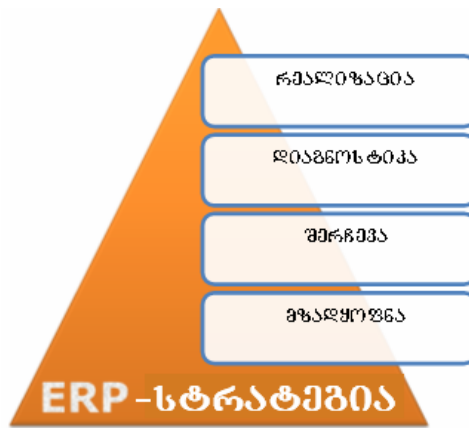 რეალიზაცია
დიაგნოსტიკა
შერჩევა
მზადყოფნა
ERP -სტრატეგია